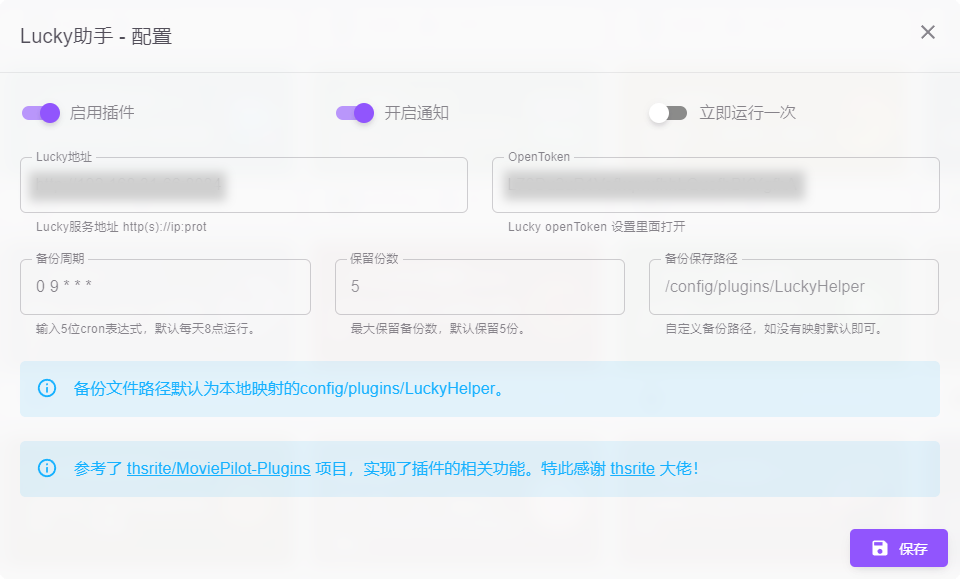 Lucky助手 - 配置
启用插件
开启通知
立即运行一次
Lucky地址
OpenToken
Lucky服务地址 http(s)://ip:prot
Lucky openToken 设置里面打开
备份周期
保留份数
备份保存路径
0 9 * * *
5
/config/plugins/LuckyHelper
输入5位cron表达式，默认每天8点运行。
最大保留备份数，默认保留5份。
自定义备份路径，如没有映射默认即可。
备份文件路径默认为本地映射的config/plugins/LuckyHelper。
参考了 thsrite/MoviePilot-Plugins 项目，实现了插件的相关功能。特此感谢 thsrite 大佬！
保存